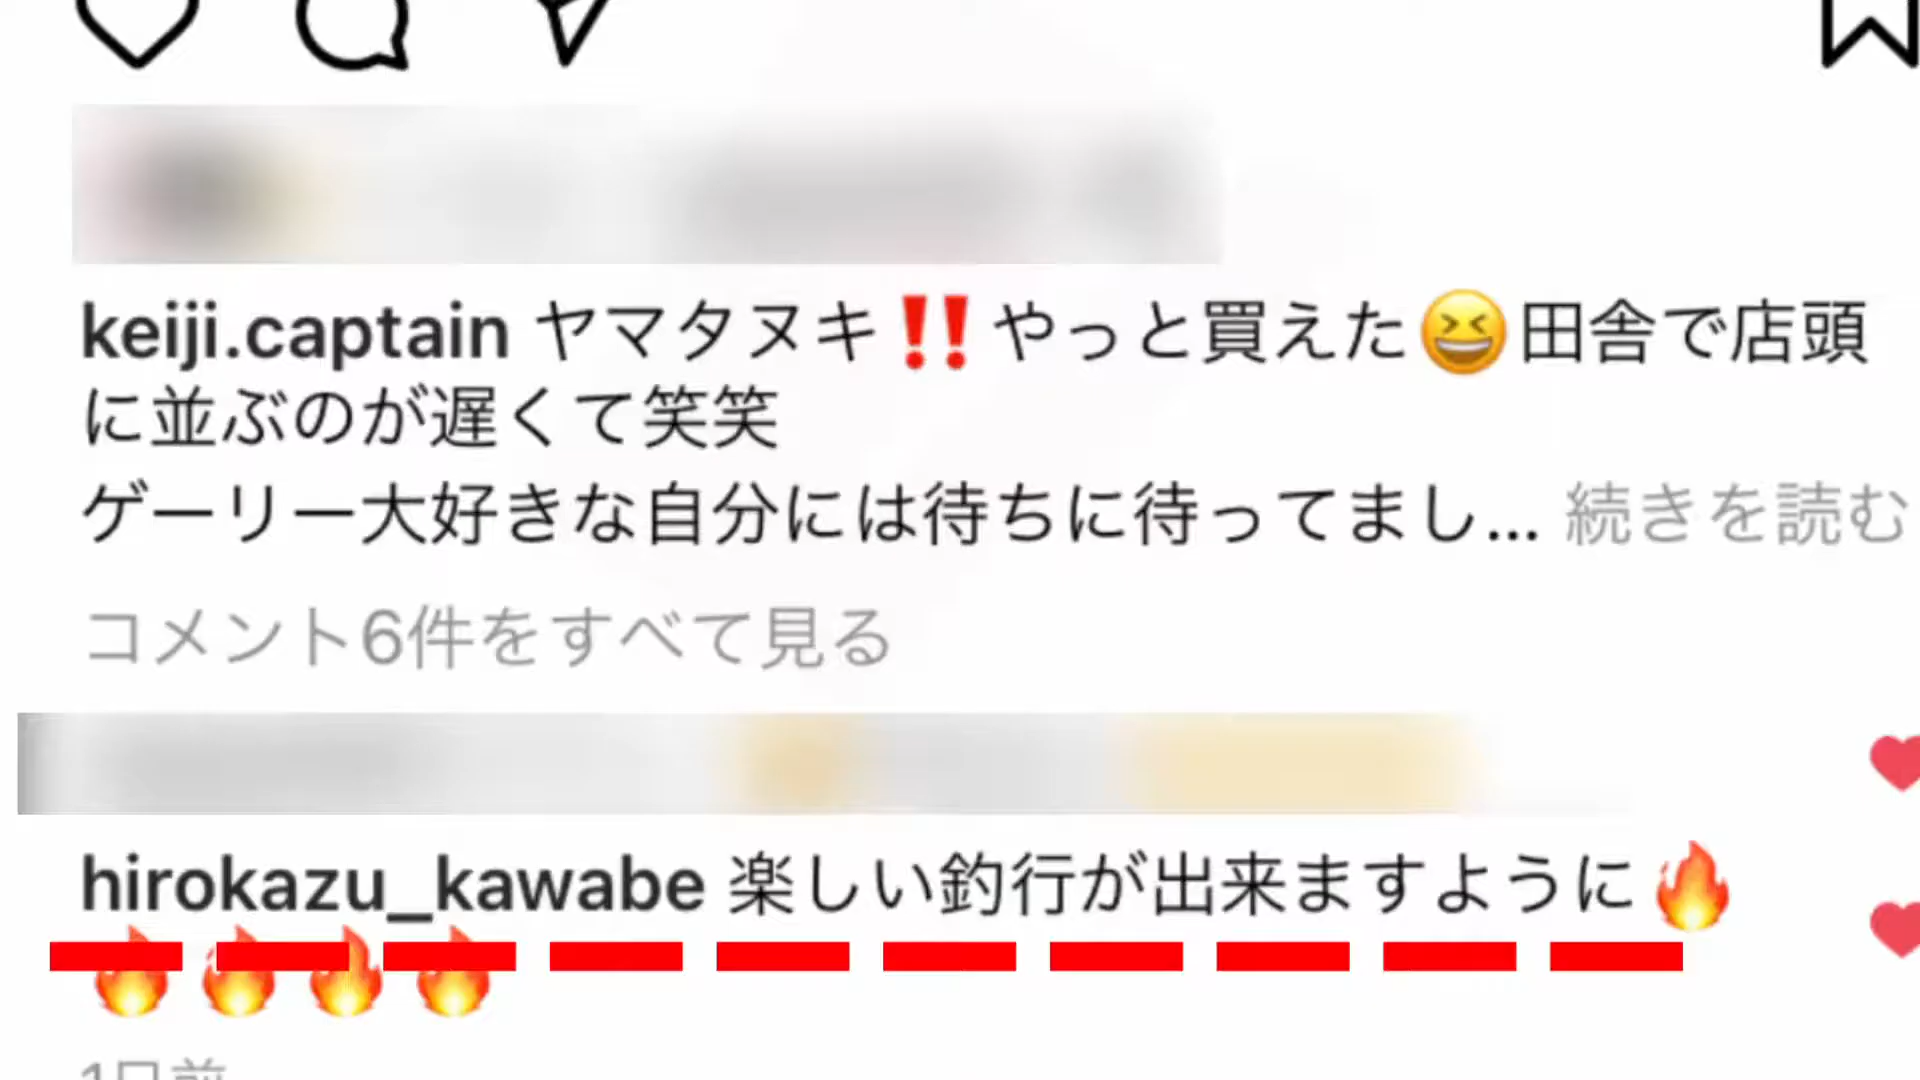 keiji.captain ヤマタヌキ‼️やっと買えた😆田舎で店頭
に並ぶのが遅くて笑笑
ゲーリー大好きな自分には待ちに待ってまし... 続きを読む
コメント6件をすべて見る
hirokazu_kawabe 楽しい釣行が出来ますように🔥
🔥🔥🔥🔥
1日前